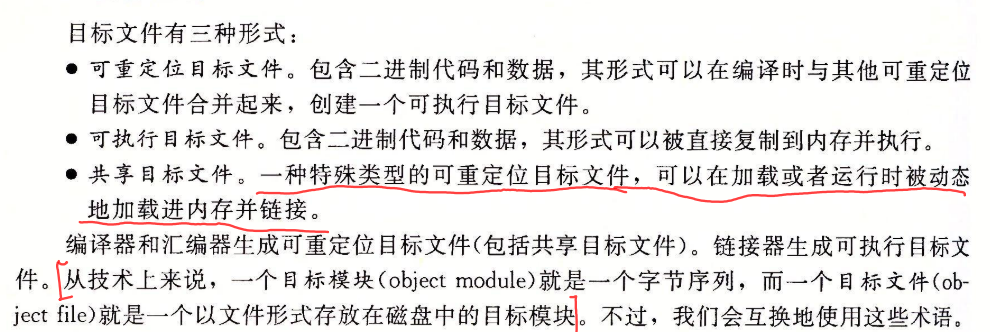 目标文件有三种形式：
● 可重定位目标文件。包含二进制代码和数据，其形式可以在编译时与其他可重定位
目标文件合并起来，创建一个可执行目标文件。
● 可执行目标文件。包含二进制代码和数据，其形式可以被直接复制到内存并执行。
● 共享目标文件。一种特殊类型的可重定位目标文件，可以在加载或者运行时被动态
地加载进内存并链接。
编译器和汇编器生成可重定位目标文件(包括共享目标文件)。链接器生成可执行目标文
件。从技术上来说，一个目标模块(object module)就是一个字节序列，而一个目标文件(ob-
ject file)就是一个以文件形式存放在磁盘中的目标模块。不过，我们会互换地使用这些术语。